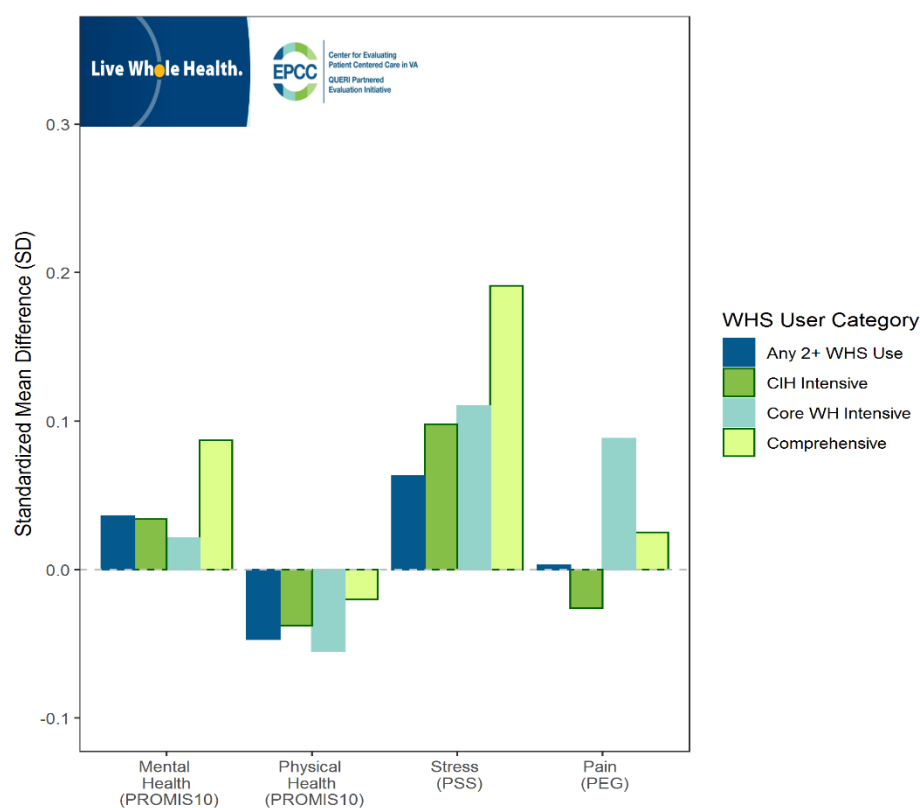 Live Whole Health.
EPCC
Center for Evaluating
Patient Centered Care in VA
QUERI Partnered
Evaluation Initiative
Standardized Mean Difference (SD)
0.3
0.2
0.1
0.0
-0.1
Mental
Health
(PROMIS10)
Physical
Health
(PROMIS10)
Stress
(PSS)
Pain
(PEG)
WHS User Category
Any 2+ WHS Use
CIH Intensive
Core WH Intensive
Comprehensive